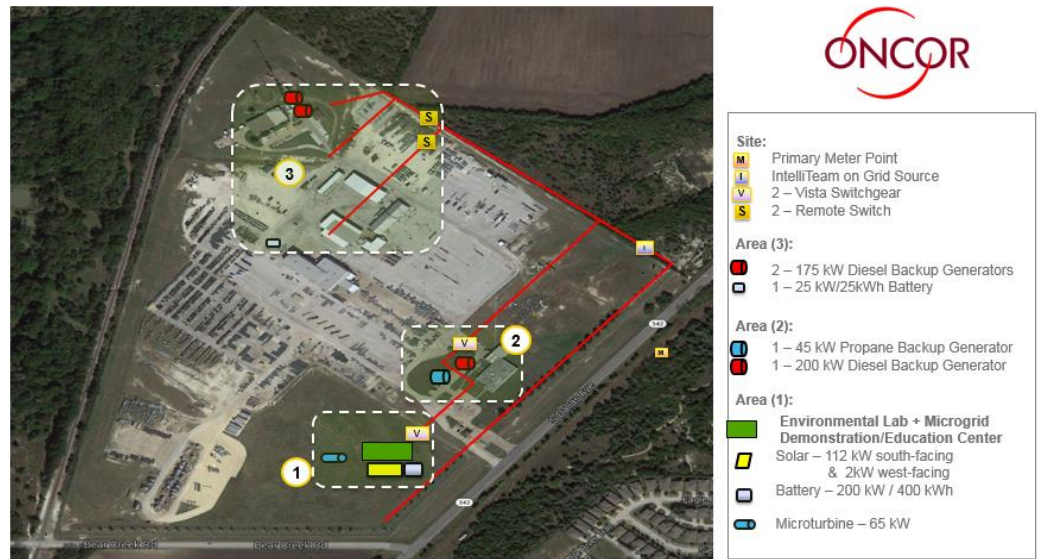 ONCOR
Site:
M Primary Meter Point
I IntelliTeam on Grid Source
V 2 – Vista Switchgear
S 2 – Remote Switch
Area (3):
2 – 175 kW Diesel Backup Generators
1 – 25 kW/25kWh Battery
Area (2):
1 – 45 kW Propane Backup Generator
1 – 200 kW Diesel Backup Generator
Area (1):
Environmental Lab + Microgrid
Demonstration/Education Center
Solar – 112 kW south-facing
& 2kW west-facing
Battery – 200 kW / 400 kWh
Microturbine – 65 kW
S
S
3
I
342
V
2
M
V
1
342
Bear Creek Rd
Bear Creek Rd